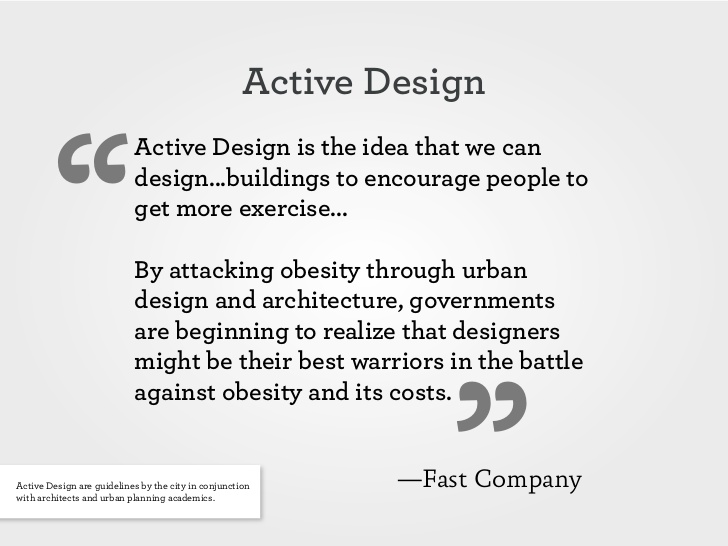 Active Design
“
Active Design is the idea that we can
design...buildings to encourage people to
get more exercise...
By attacking obesity through urban
design and architecture, governments
are beginning to realize that designers
might be their best warriors in the battle
against obesity and its costs.
”
—Fast Company
Active Design are guidelines by the city in conjunction
with architects and urban planning academics.